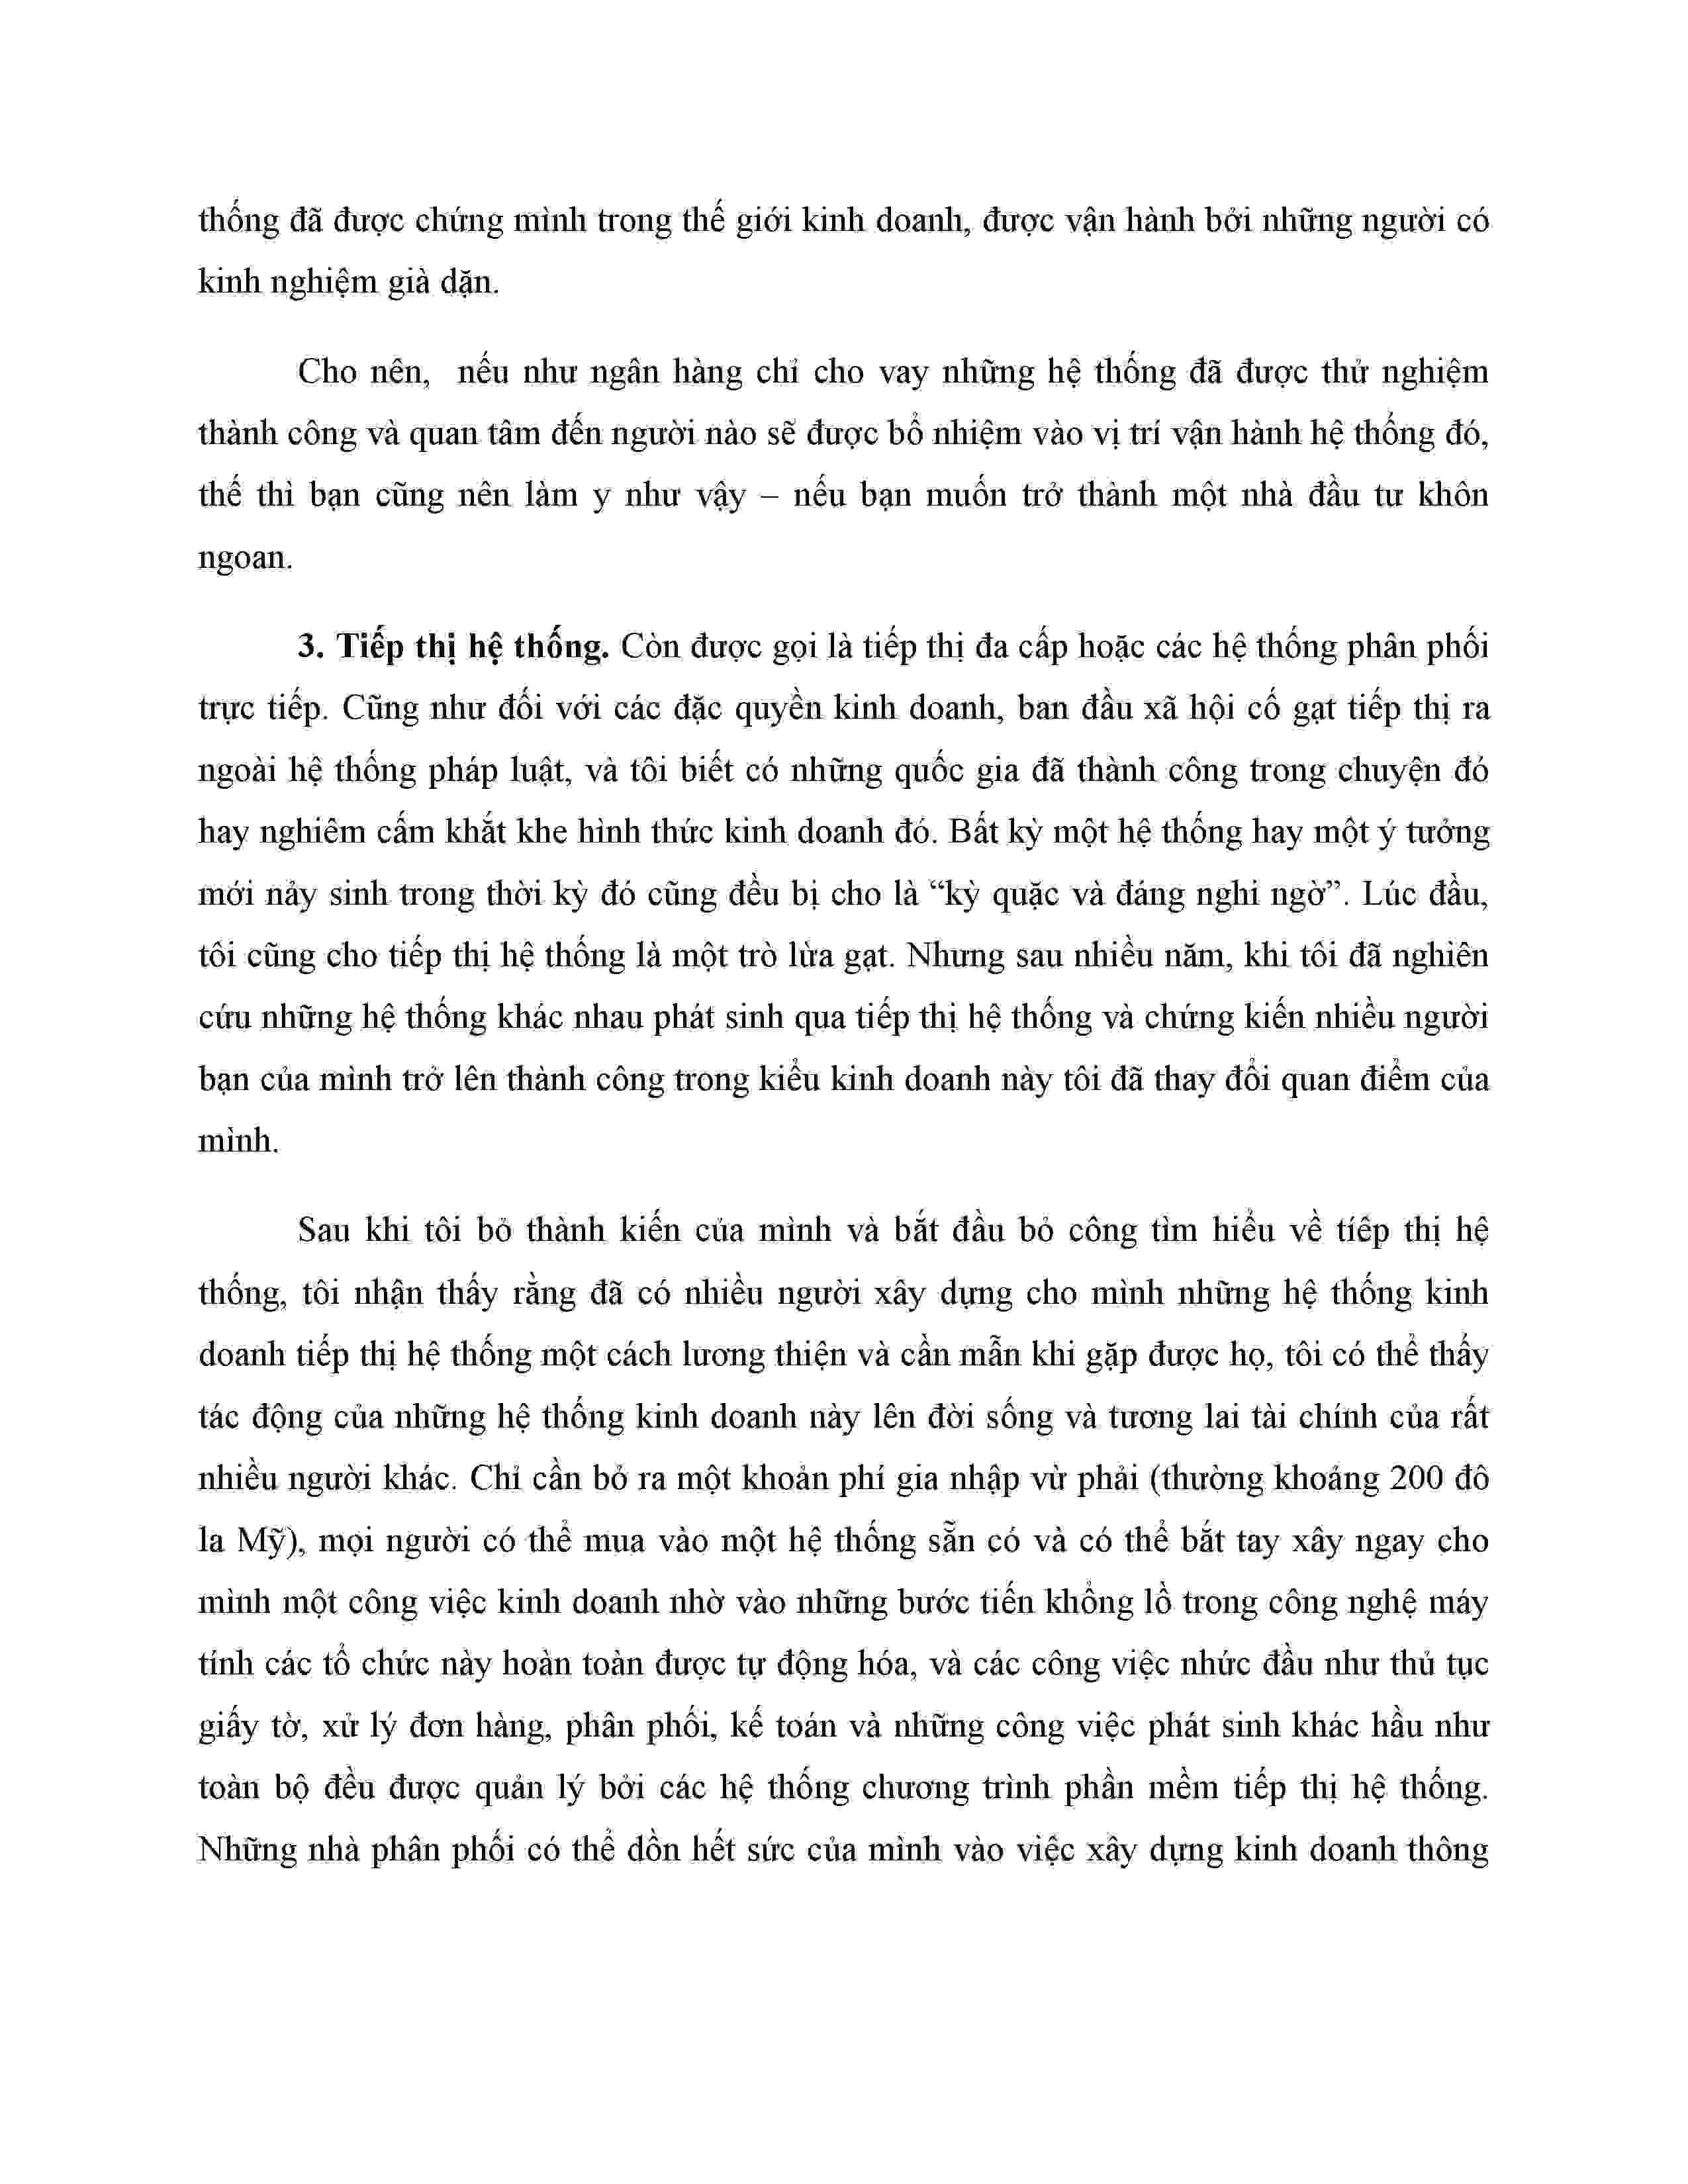 thống đã được chứng mình trong thế giới kinh doanh, được vận hành bởi những người có
kinh nghiệm già dặn.
Cho nên,  nếu như ngân hàng chỉ cho vay những hệ thống đã được thử nghiệm
thành công và quan tâm đến người nào sẽ được bổ nhiệm vào vị trí vận hành hệ thống đó,
thế thì bạn cũng nên làm y như vậy – nếu bạn muốn trở thành một nhà đầu tư khôn
ngoan.
3. Tiếp thị hệ thống. Còn được gọi là tiếp thị đa cấp hoặc các hệ thống phân phối
trực tiếp. Cũng như đối với các đặc quyền kinh doanh, ban đầu xã hội cố gạt tiếp thị ra
ngoài hệ thống pháp luật, và tôi biết có những quốc gia đã thành công trong chuyện đó
hay nghiêm cấm khắt khe hình thức kinh doanh đó. Bất kỳ một hệ thống hay một ý tưởng
mới nảy sinh trong thời kỳ đó cũng đều bị cho là “kỳ quặc và đáng nghi ngờ”. Lúc đầu,
tôi cũng cho tiếp thị hệ thống là một trò lừa gạt. Nhưng sau nhiều năm, khi tôi đã nghiên
cứu những hệ thống khác nhau phát sinh qua tiếp thị hệ thống và chứng kiến nhiều người
bạn của mình trở lên thành công trong kiểu kinh doanh này tôi đã thay đổi quan điểm của
mình.
Sau khi tôi bỏ thành kiến của mình và bắt đầu bỏ công tìm hiểu về tiếp thị hệ
thống, tôi nhận thấy rằng đã có nhiều người xây dựng cho mình những hệ thống kinh
doanh tiếp thị hệ thống một cách lương thiện và cần mẫn khi gặp được họ, tôi có thể thấy
tác động của những hệ thống kinh doanh này lên đời sống và tương lai tài chính của rất
nhiều người khác. Chỉ cần bỏ ra một khoản phí gia nhập vừ phải (thường khoảng 200 đô
la Mỹ), mọi người có thể mua vào một hệ thống sẵn có và có thể bắt tay xây ngay cho
mình một công việc kinh doanh nhờ vào những bước tiến khổng lồ trong công nghệ máy
tính các tổ chức này hoàn toàn được tự động hóa, và các công việc nhức đầu như thủ tục
giấy tờ, xử lý đơn hàng, phân phối, kế toán và những công việc phát sinh khác hầu như
toàn bộ đều được quản lý bởi các hệ thống chương trình phần mềm tiếp thị hệ thống.
Những nhà phân phối có thể dồn hết sức của mình vào việc xây dựng kinh doanh thông